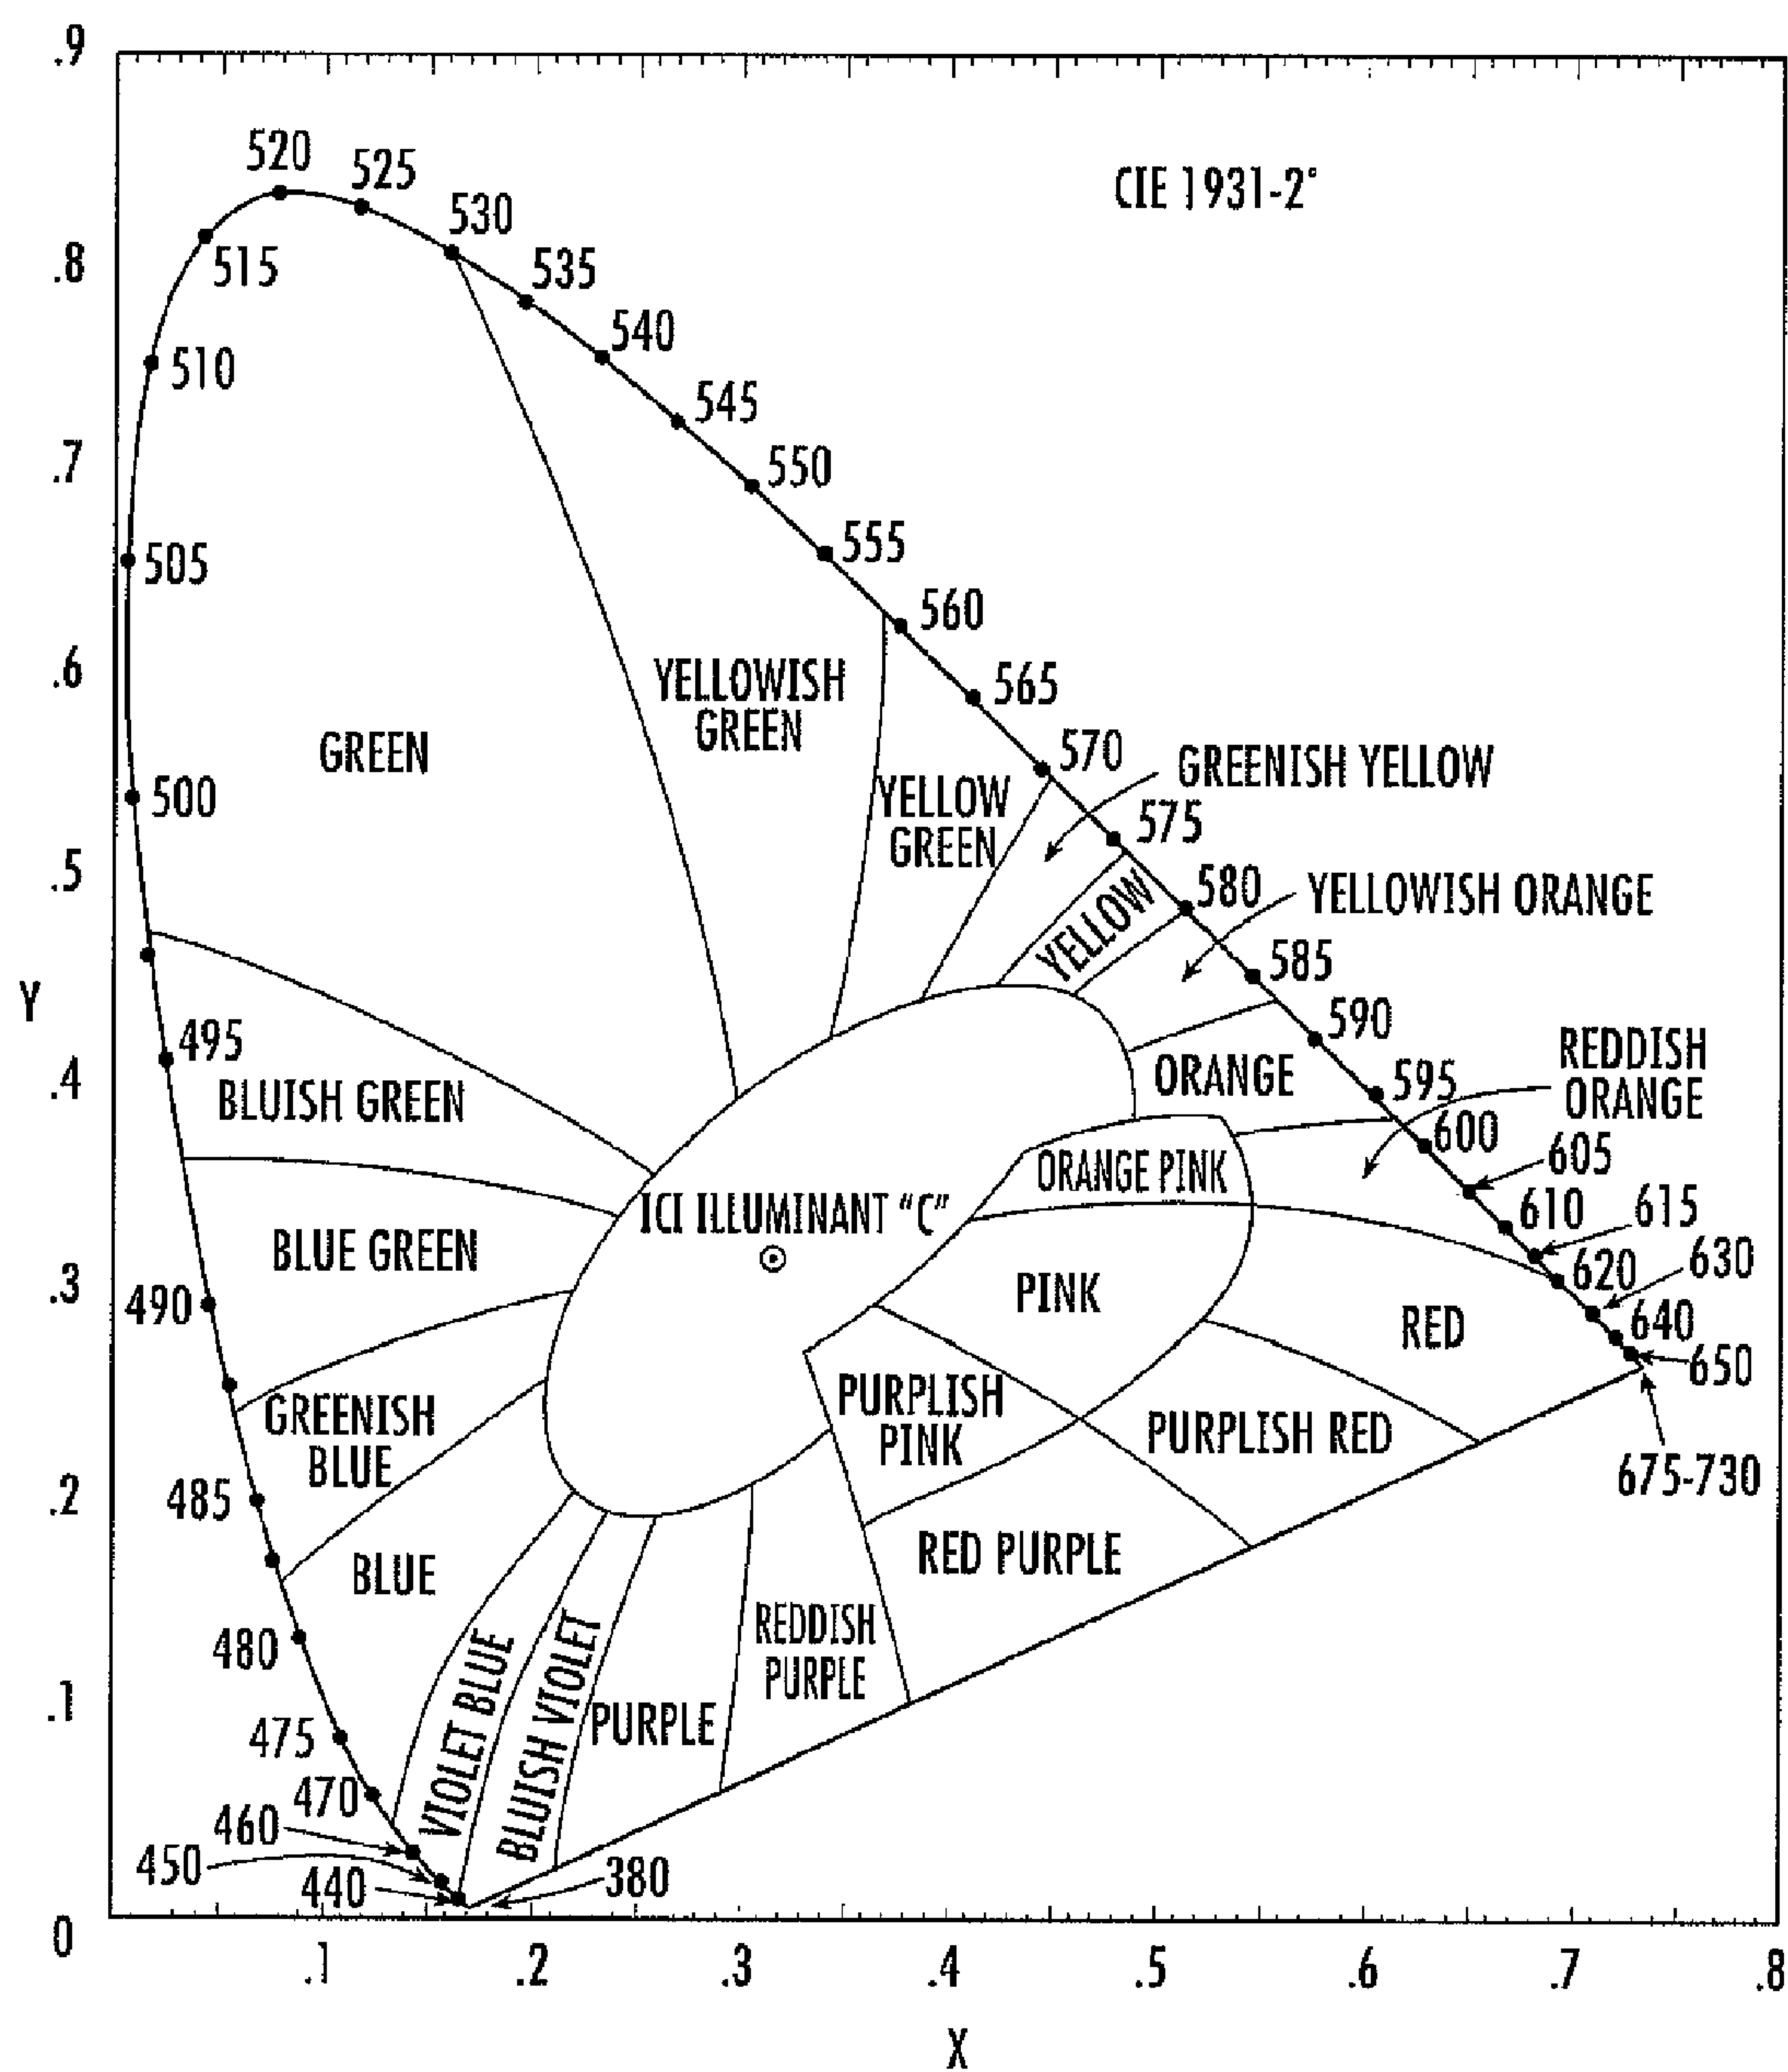 .9
520
525
CIE 1931-2°
530
.8
515
535
540
510
545
.7
550
555
505
560
.6
YELLOWISH
GREEN
565
GREEN
570
GREENISH YELLOW
500
YELLOW
GREEN
575
.5
580
YELLOWISH ORANGE
YELLOW
585
Y
590
495
REDDISH
ORANGE
.4
BLUISH GREEN
ORANGE
595
600
605
ORANGE PINK
ICI ILLUMINANT "C"
610
615
BLUE GREEN
620
630
.3
490
PINK
RED
640
650
GREENISH
BLUE
PURPLISH
PINK
PURPLISH RED
675-730
.2
485
RED PURPLE
BLUE
480
REDDISH
PURPLE
.1
VIOLET BLUE
BLUISH VIOLET
PURPLE
475
470
460
450
440
380
0
.1
.2
.3
.4
.5
.6
.7
.8
X